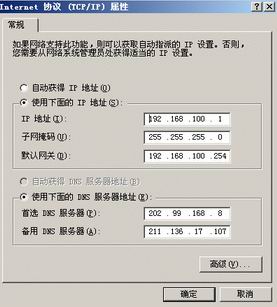 Internet 协议 (TCP/IP) 属性
常规
如果网络支持此功能，则可以获取自动指派的 IP 设置。否则，
您需要从网络系统管理员处获得适当的 IP 设置。
自动获得 IP 地址(O)
使用下面的 IP 地址(S):
IP 地址(I): 192 .168 .100 . 1
子网掩码(U): 255 .255 .255 . 0
默认网关(D): 192 .168 .100 .254
自动获得 DNS 服务器地址(B)
使用下面的 DNS 服务器地址(E):
首选 DNS 服务器(P): 202 . 99 .168 . 8
备用 DNS 服务器(A): 211 .136 . 17 .107
高级(V)...
确定 取消